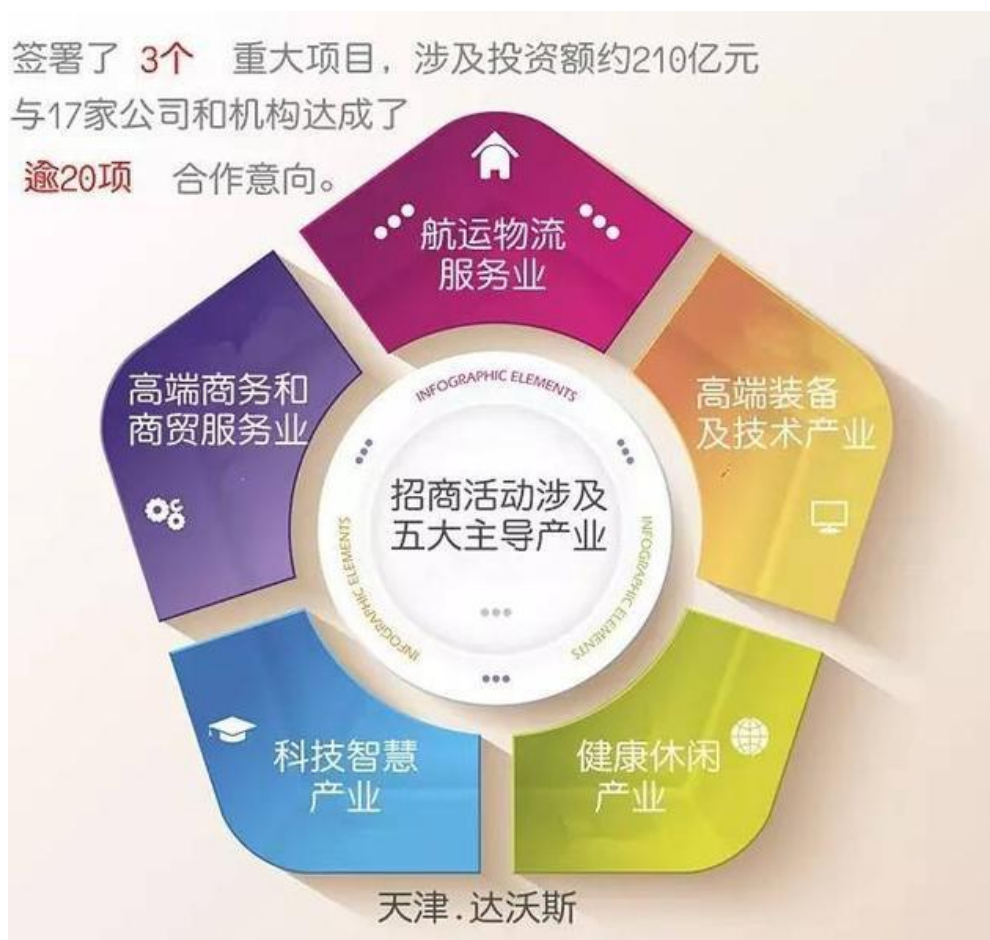 签署了 3个 重大项目，涉及投资额约210亿元
与17家公司和机构达成了
逾20项 合作意向。
航运物流
服务业
高端商务和
商贸服务业
高端装备
及技术产业
INFOGRAPHIC ELEMENTS
招商活动涉及
五大主导产业
INFOGRAPHIC ELEMENTS
INFOGRAPHIC ELEMENTS
科技智慧
产业
健康休闲
产业
天津.达沃斯